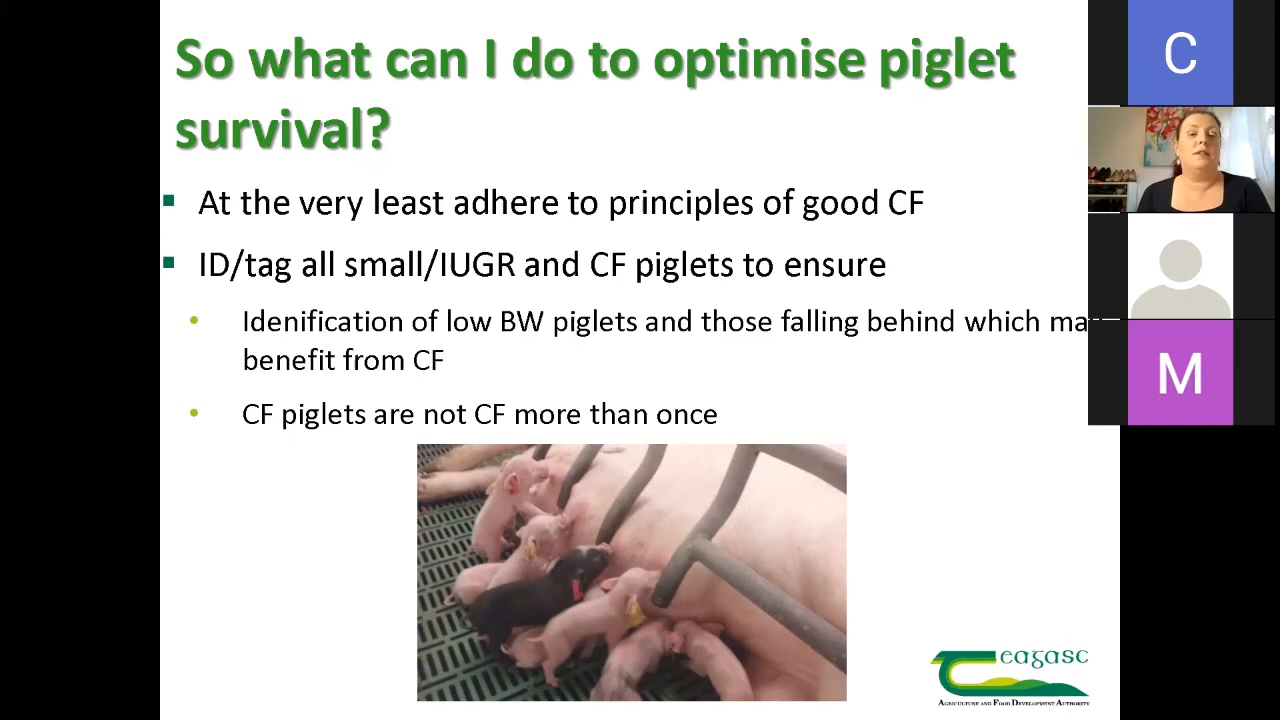 So what can I do to optimise piglet
survival?
At the very least adhere to principles of good CF
ID/tag all small/IUGR and CF piglets to ensure
Idenification of low BW piglets and those falling behind which ma
benefit from CF
CF piglets are not CF more than once
eagasc
AGRICULTURE AND FOOD DEVELOPMENT AUTHORITY
C
M